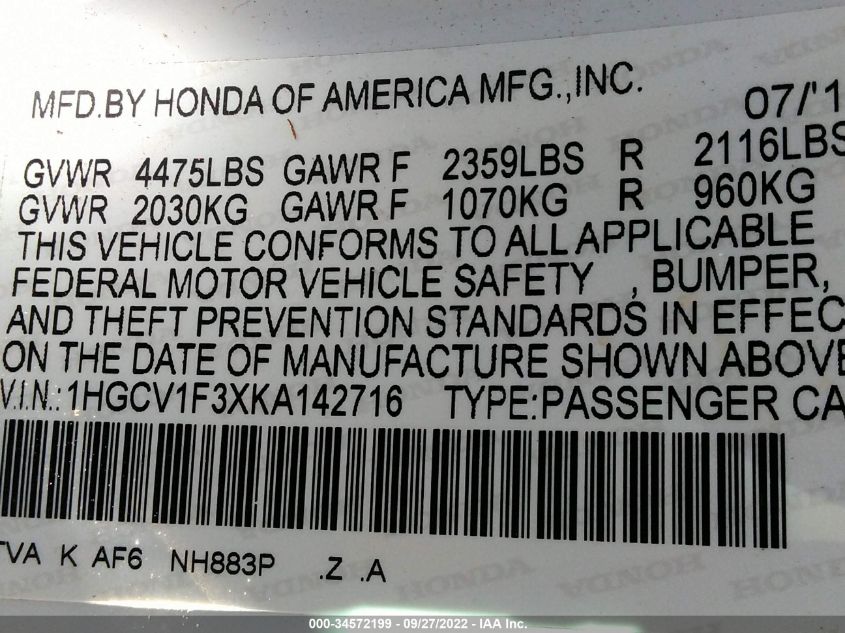 MFD.BY HONDA OF AMERICA MFG.,INC. 07/'1
GVWR 4475LBS GAWR F 2359LBS R 2116LBS
GVWR 2030KG GAWR F 1070KG R 960KG
THIS VEHICLE CONFORMS TO ALL APPLICABLE
FEDERAL MOTOR VEHICLE SAFETY , BUMPER,
AND THEFT PREVENTION STANDARDS IN EFFEC
ON THE DATE OF MANUFACTURE SHOWN ABOVE
V.I.N.: 1HGCV1F3XKA142716 TYPE:PASSENGER CA
TVA K AF6 NH883P .Z .A
000-34572199 — 09/27/2022 — IAA Inc.